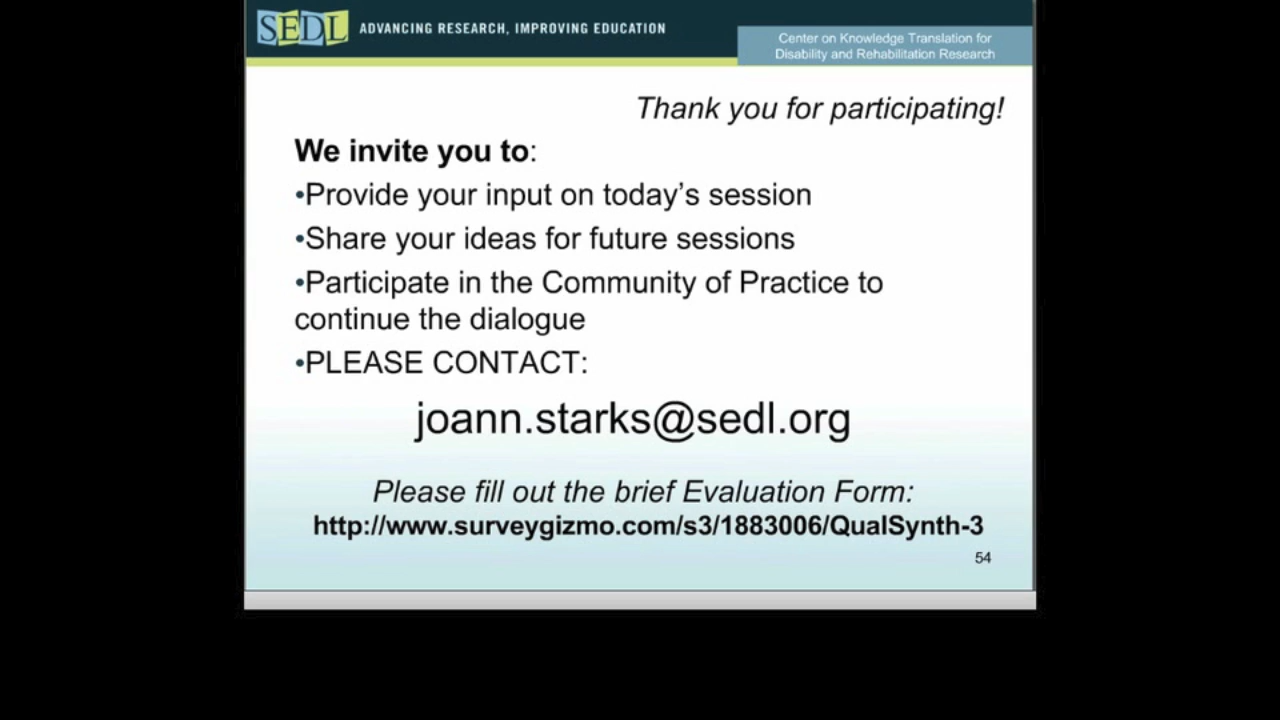 SEDL ADVANCING RESEARCH, IMPROVING EDUCATION
Center on Knowledge Translation for
Disability and Rehabilitation Research
Thank you for participating!
We invite you to:
•Provide your input on today’s session
•Share your ideas for future sessions
•Participate in the Community of Practice to
continue the dialogue
•PLEASE CONTACT:
joann.starks@sedl.org
Please fill out the brief Evaluation Form:
http://www.surveygizmo.com/s3/1883006/QualSynth-3
54